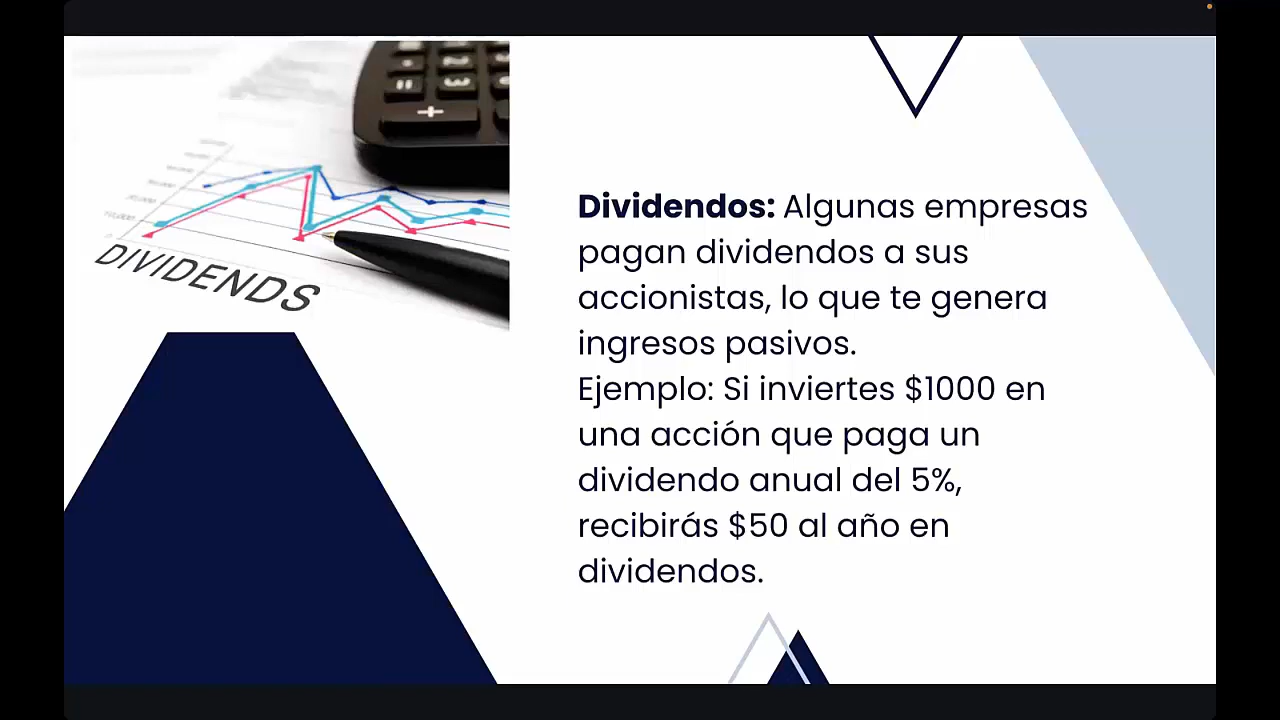 DIVIDENDS
Dividendos: Algunas empresas
pagan dividendos a sus
accionistas, lo que te genera
ingresos pasivos.
Ejemplo: Si inviertes $1000 en
una acción que paga un
dividendo anual del 5%,
recibirás $50 al año en
dividendos.